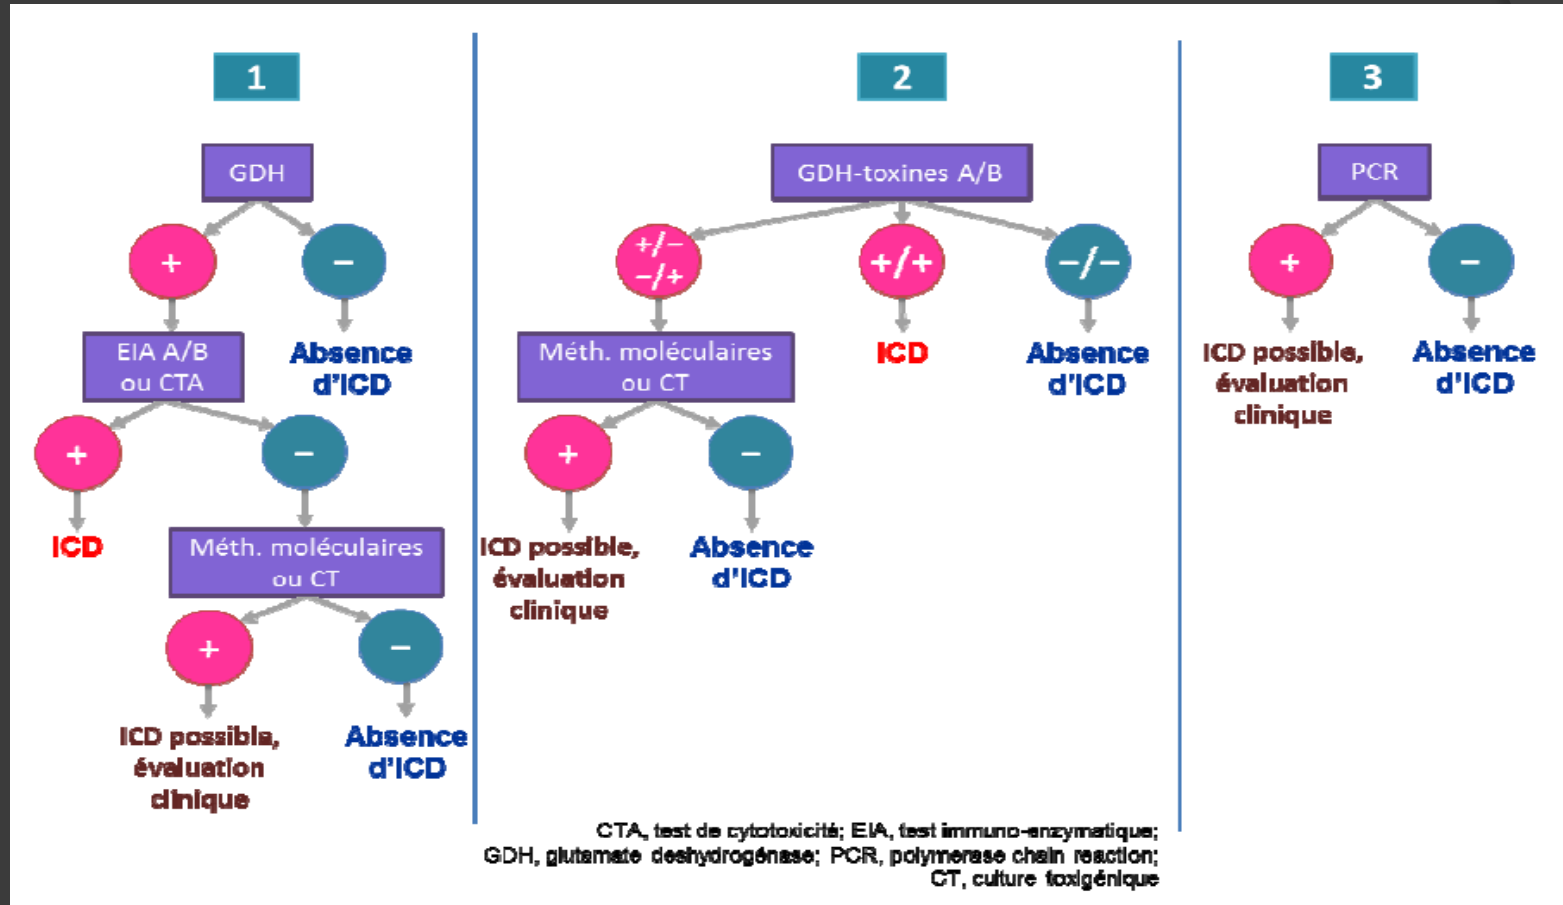 1
GDH
+
−
EIA A/B
ou CTA
Absence
d'ICD
+
−
ICD
Méth. moléculaires
ou CT
+
−
ICD possible,
évaluation
clinique
Absence
d'ICD
2
GDH-toxines A/B
+/−
−/+
+/+
−/−
Méth. moléculaires
ou CT
ICD
Absence
d'ICD
+
−
ICD possible,
évaluation
clinique
Absence
d'ICD
3
PCR
+
−
ICD possible,
évaluation
clinique
Absence
d'ICD
CTA, test de cytotoxicité; EIA, test immuno-enzymatique;
GDH, glutamate deshydrogénase; PCR, polymerase chain reaction;
CT, culture toxigénique